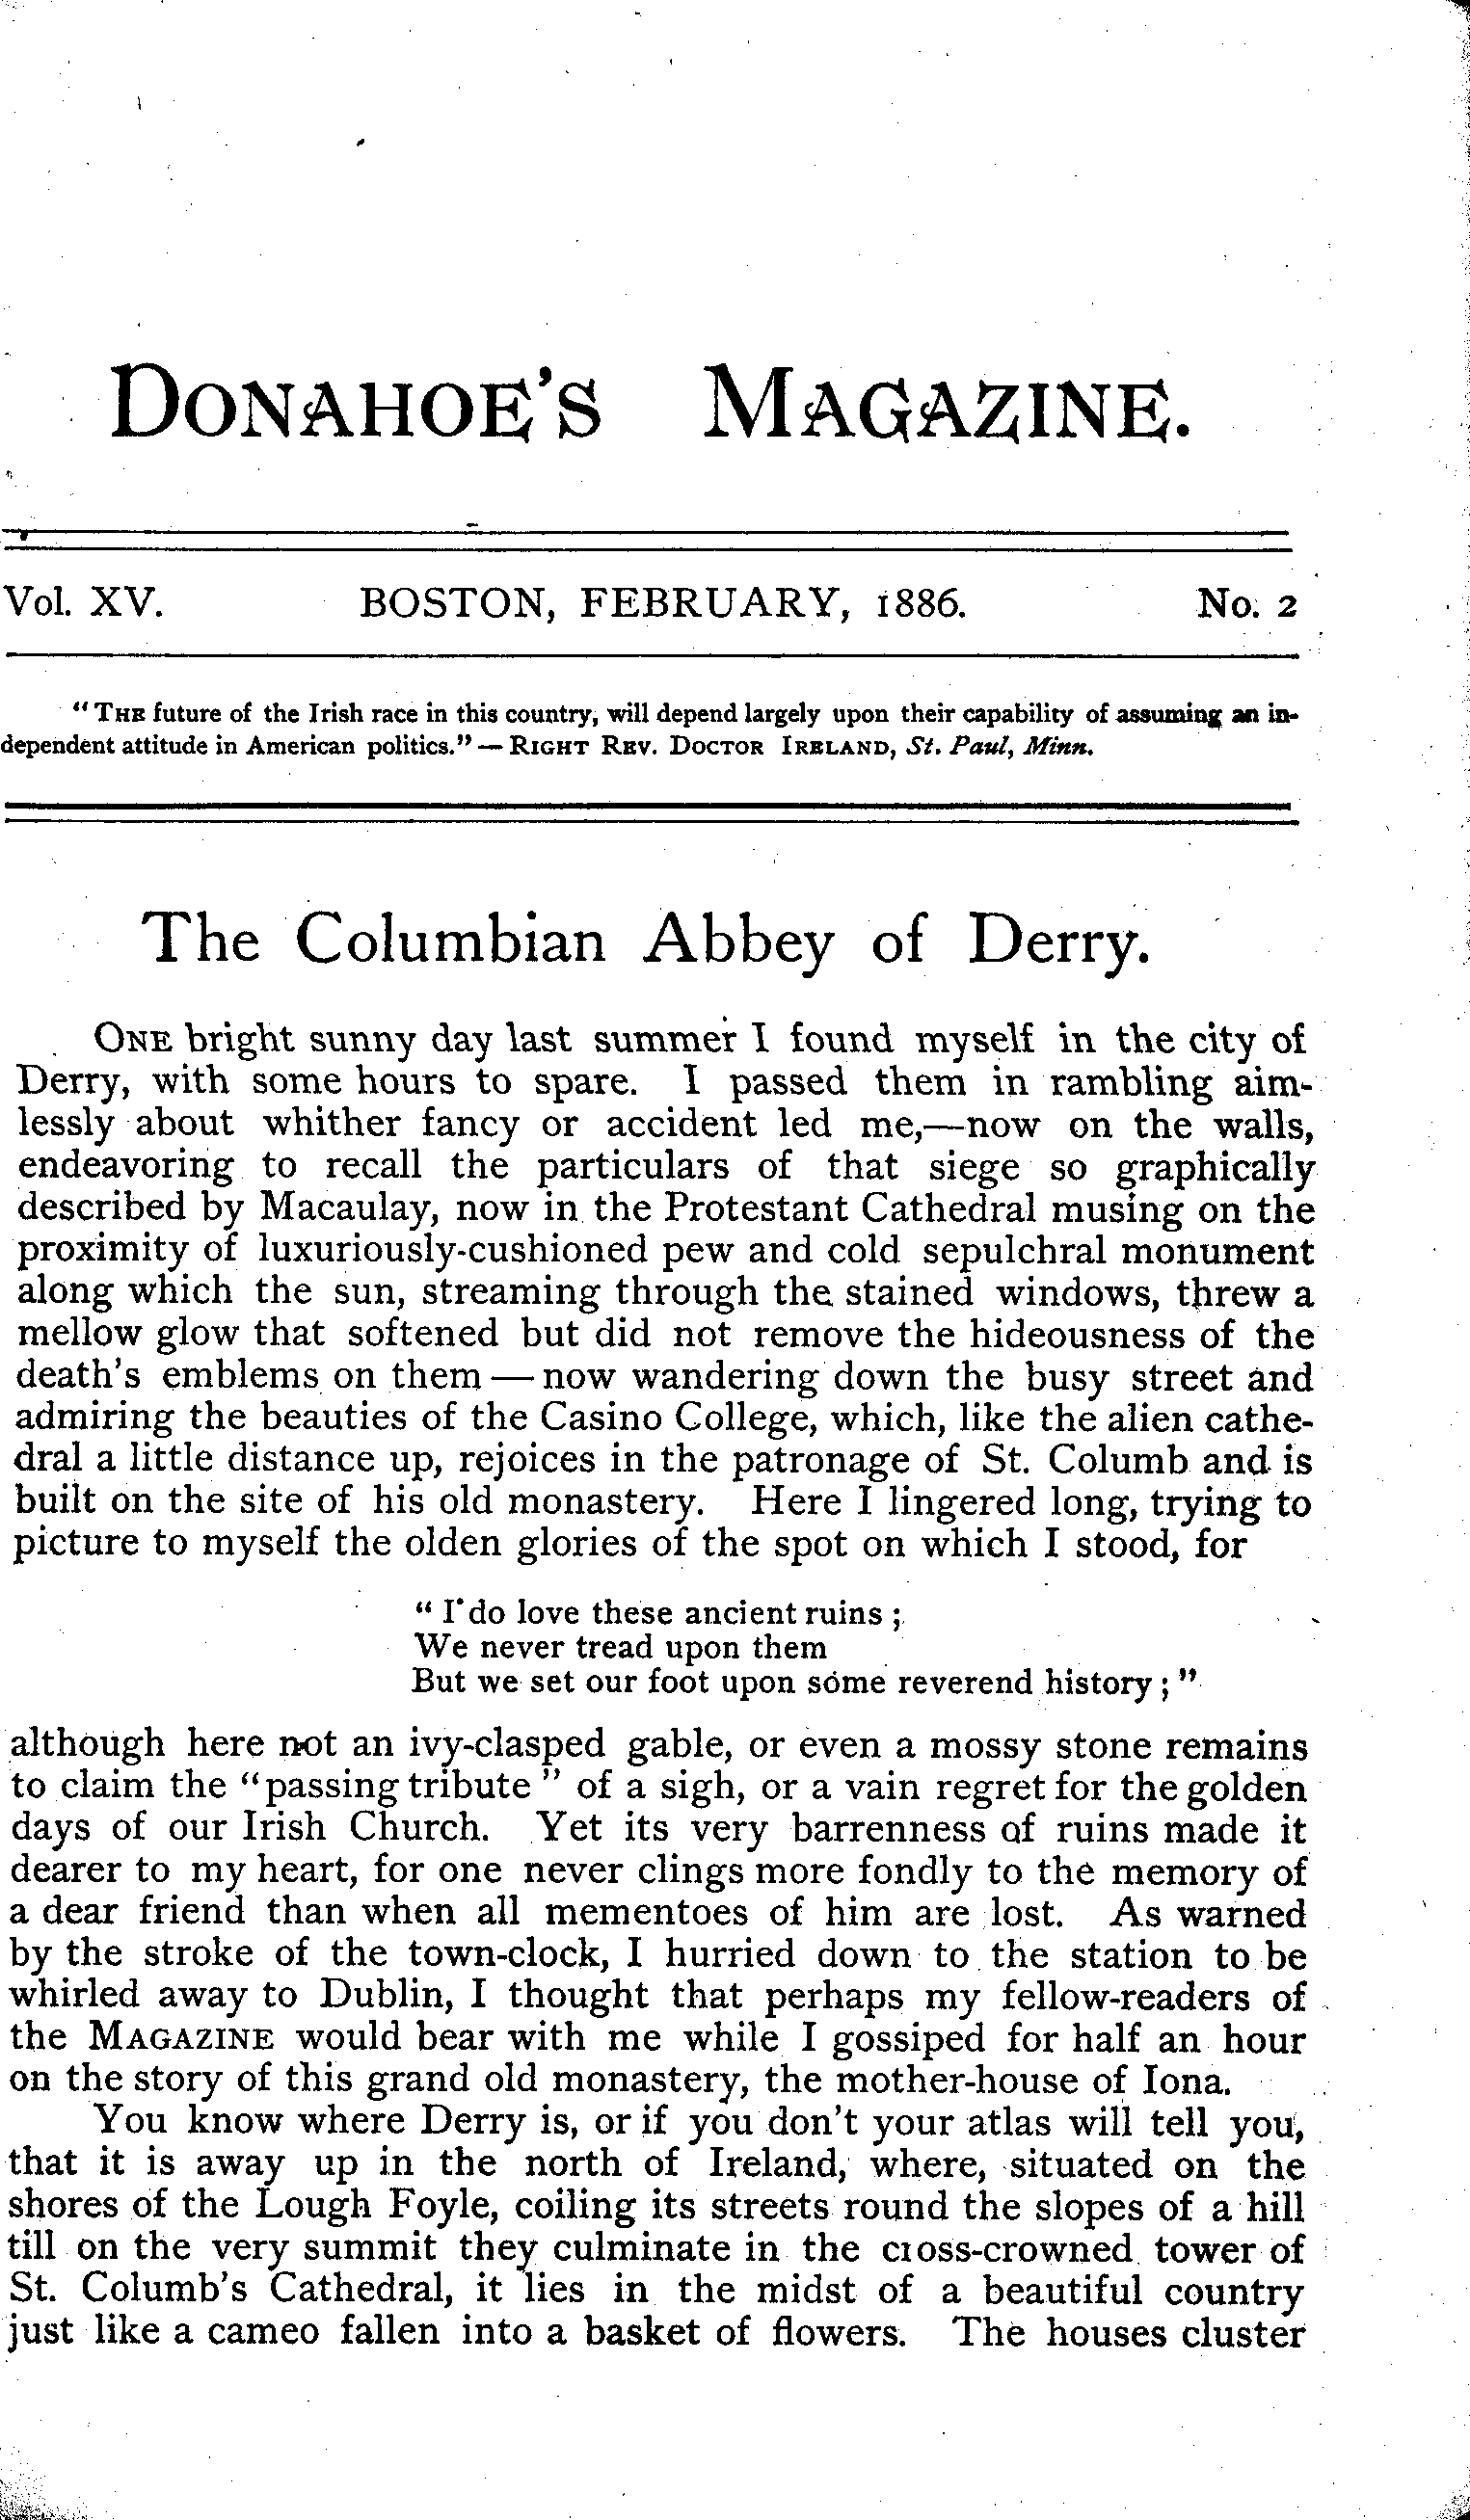 DONAHOE'S MAGAZINE.
Vol. XV. BOSTON, FEBRUARY, 1886. No. 2
"THE future of the Irish race in this country, will depend largely upon their capability of assuming an in-
dependent attitude in American politics." — RIGHT REV. DOCTOR IRELAND, St. Paul, Minn.
The Columbian Abbey of Derry.
ONE bright sunny day last summer I found myself in the city of
Derry, with some hours to spare. I passed them in rambling aim-
lessly about whither fancy or accident led me,—now on the walls,
endeavoring to recall the particulars of that siege so graphically
described by Macaulay, now in the Protestant Cathedral musing on the
proximity of luxuriously-cushioned pew and cold sepulchral monument
along which the sun, streaming through the stained windows, threw a
mellow glow that softened but did not remove the hideousness of the
death's emblems on them — now wandering down the busy street and
admiring the beauties of the Casino College, which, like the alien cathe-
dral a little distance up, rejoices in the patronage of St. Columb and is
built on the site of his old monastery. Here I lingered long, trying to
picture to myself the olden glories of the spot on which I stood, for
"I do love these ancient ruins;
We never tread upon them
But we set our foot upon some reverend history;"
although here not an ivy-clasped gable, or even a mossy stone remains
to claim the "passing tribute" of a sigh, or a vain regret for the golden
days of our Irish Church. Yet its very barrenness of ruins made it
dearer to my heart, for one never clings more fondly to the memory of
a dear friend than when all mementoes of him are lost. As warned
by the stroke of the town-clock, I hurried down to the station to be
whirled away to Dublin, I thought that perhaps my fellow-readers of
the MAGAZINE would bear with me while I gossiped for half an hour
on the story of this grand old monastery, the mother-house of Iona.
You know where Derry is, or if you don't your atlas will tell you,
that it is away up in the north of Ireland, where, situated on the
shores of the Lough Foyle, coiling its streets round the slopes of a hill
till on the very summit they culminate in the cross-crowned tower of
St. Columb's Cathedral, it lies in the midst of a beautiful country
just like a cameo fallen into a basket of flowers. The houses cluster